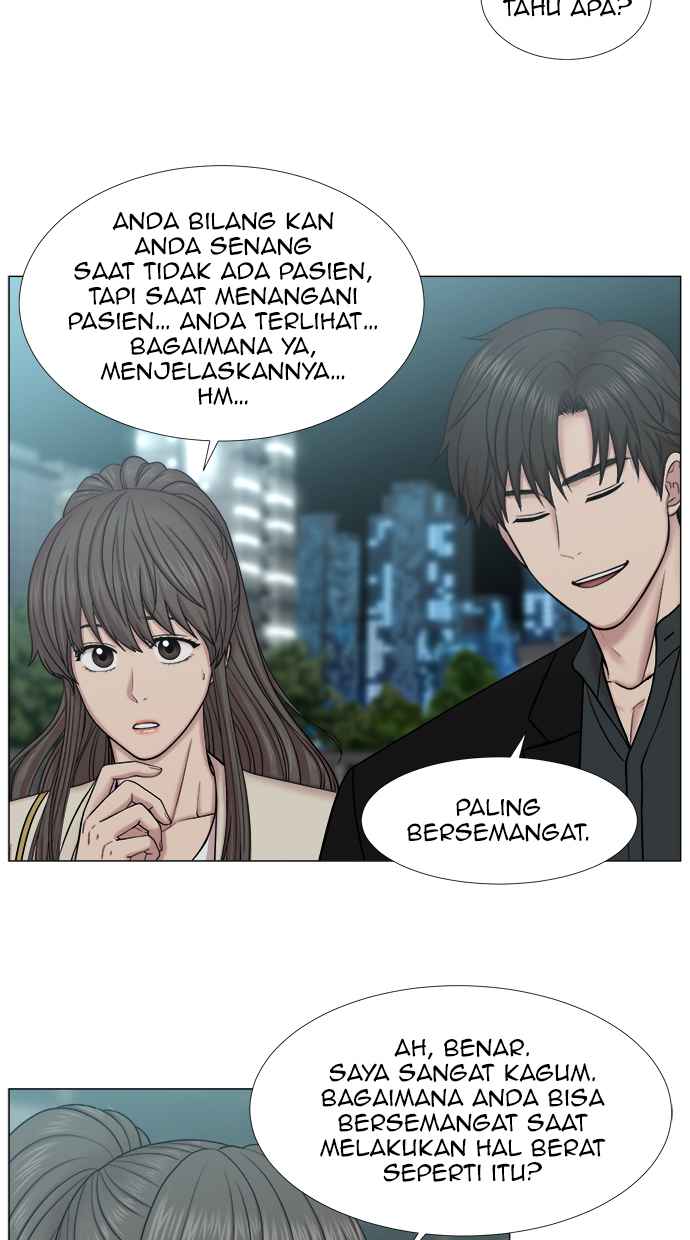 TAHU APA?
ANDA BILANG KAN
ANDA SENANG
SAAT TIDAK ADA PASIEN,
TAPI SAAT MENANGANI
PASIEN... ANDA TERLIHAT...
BAGAIMANA YA,
MENJELASKANNYA...
HM...
PALING
BERSEMANGAT.
AH, BENAR.
SAYA SANGAT KAGUM.
BAGAIMANA ANDA BISA
BERSEMANGAT SAAT
MELAKUKAN HAL BERAT
SEPERTI ITU?